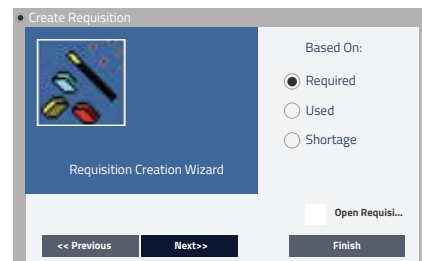 Create Requisition
Based On:
Required
Used
Shortage
Requisition Creation Wizard
Open Requisi...
<< Previous
Next>>
Finish